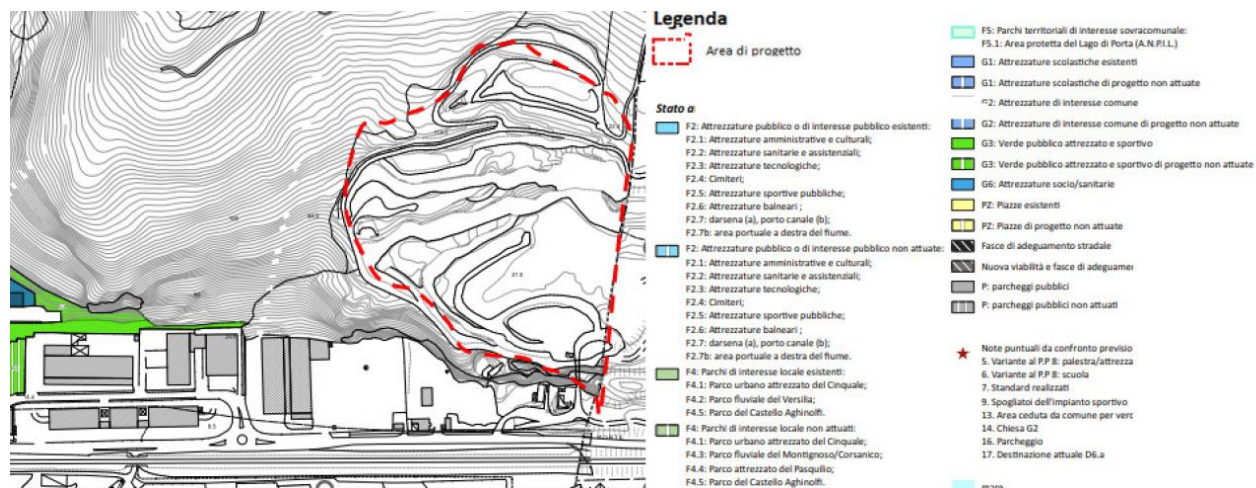 Legenda
Area di progetto
Stato a
F2: Attrezzature pubblico o di interesse pubblico esistenti:
F2.1: Attrezzature amministrative e culturali;
F2.2: Attrezzature sanitarie e assistenziali;
F2.3: Attrezzature tecnologiche;
F2.4: Cimiteri;
F2.5: Attrezzature sportive pubbliche;
F2.6: Attrezzature balneari ;
F2.7: darsena (a), porto canale (b);
F2.7b: area portuale a destra del fiume.
F2: Attrezzature pubblico o di interesse pubblico non attuate:
F2.1: Attrezzature amministrative e culturali;
F2.2: Attrezzature sanitarie e assistenziali;
F2.3: Attrezzature tecnologiche;
F2.4: Cimiteri;
F2.5: Attrezzature sportive pubbliche;
F2.6: Attrezzature balneari ;
F2.7: darsena (a), porto canale (b);
F2.7b: area portuale a destra del fiume.
F4: Parchi di interesse locale esistenti:
F4.1: Parco urbano attrezzato del Cinquale;
F4.2: Parco fluviale del Versilia;
F4.5: Parco del Castello Aghinolfi.
F4: Parchi di interesse locale non attuati:
F4.1: Parco urbano attrezzato del Cinquale;
F4.3: Parco fluviale del Montignoso/Corsanico;
F4.4: Parco attrezzato del Pasquilio;
F4.5: Parco del Castello Aghinolfi.
F5: Parchi territoriali di interesse sovracomunale:
F5.1: Area protetta del Lago di Porta (A.N.P.I.L.)
G1: Attrezzature scolastiche esistenti
G1: Attrezzature scolastiche di progetto non attuate
G2: Attrezzature di interesse comune
G2: Attrezzature di interesse comune di progetto non attuate
G3: Verde pubblico attrezzato e sportivo
G3: Verde pubblico attrezzato e sportivo di progetto non attuate
G6: Attrezzature socio/sanitarie
PZ: Piazze esistenti
PZ: Piazze di progetto non attuate
Fasce di adeguamento stradale
Nuova viabilità e fasce di adeguamei
P: parcheggi pubblici
P: parcheggi pubblici non attuati
Note puntuali da confronto previsio
5. Variante al P.P 8: palestra/attrezza
6. Variante al P.P 8: scuola
7. Standard realizzati
9. Spogliatoi dell'impianto sportivo
13. Area ceduta da comune per verc
14. Chiesa G2
16. Parcheggio
17. Destinazione attuale D6.a